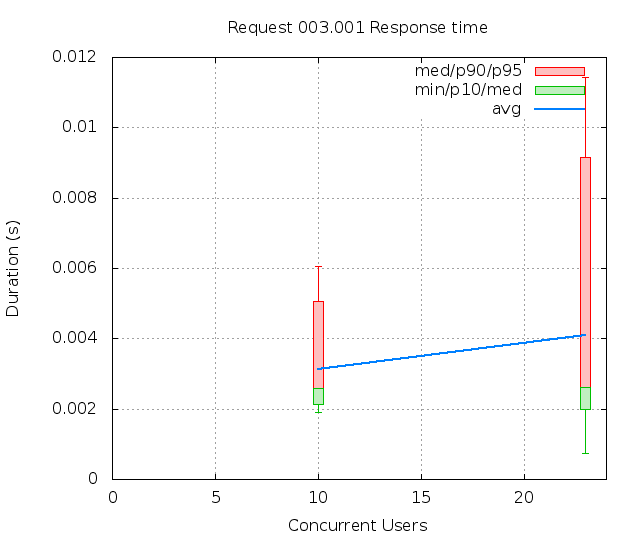 Request 003.001 Response time
0.012
0.01
0.008
0.006
0.004
0.002
0
Duration (s)
med/p90/p95
min/p10/med
avg
0 5 10 15 20
Concurrent Users